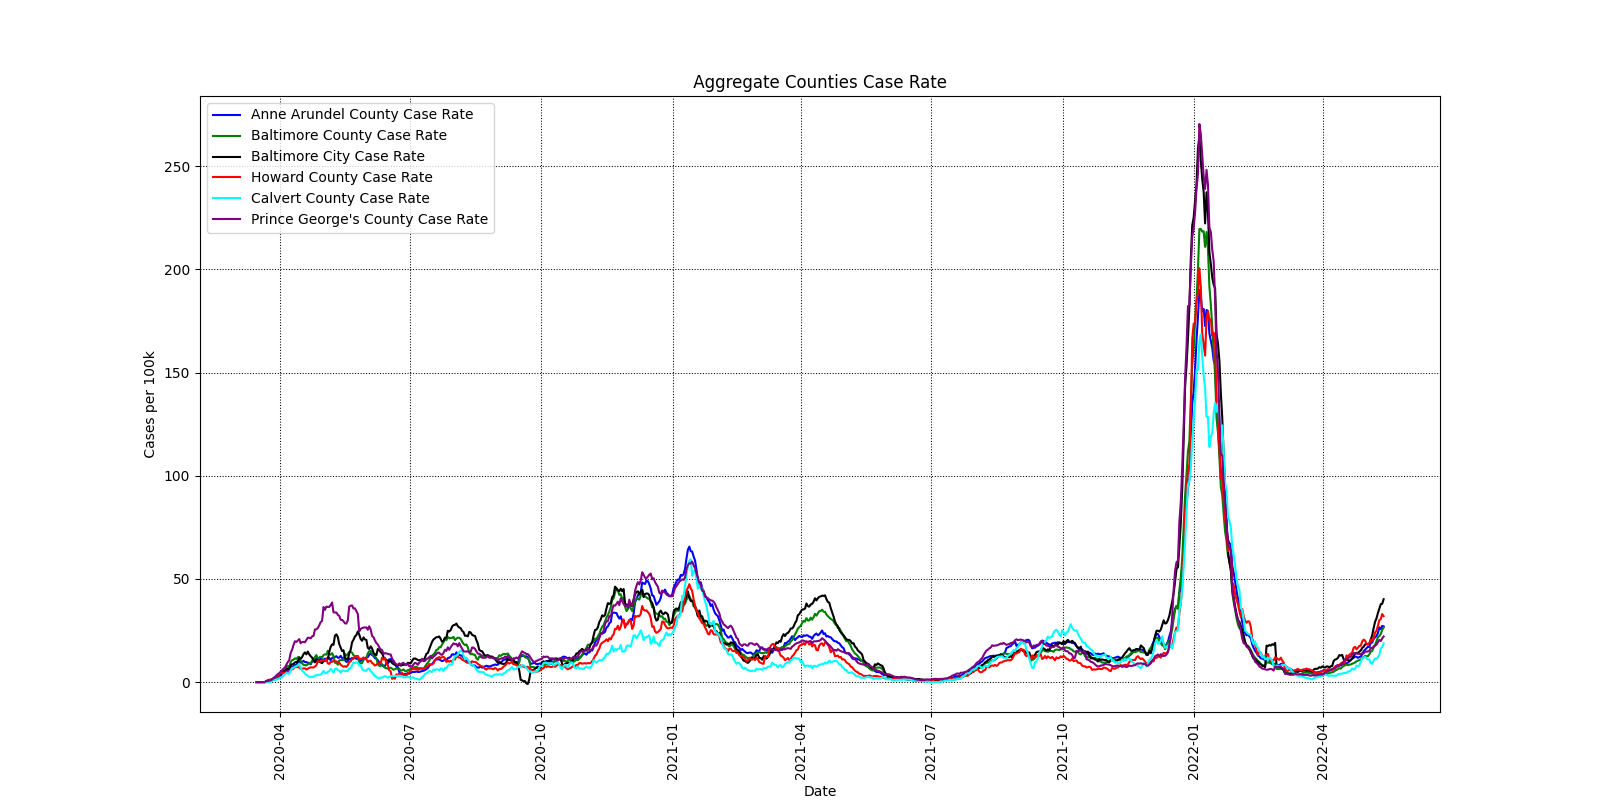 Aggregate Counties Case Rate
Anne Arundel County Case Rate
Baltimore County Case Rate
Baltimore City Case Rate
Howard County Case Rate
Calvert County Case Rate
Prince George's County Case Rate
Cases per 100k
250
200
150
100
50
0
2020-04
2020-07
2020-10
2021-01
2021-04
2021-07
2021-10
2022-01
2022-04
Date